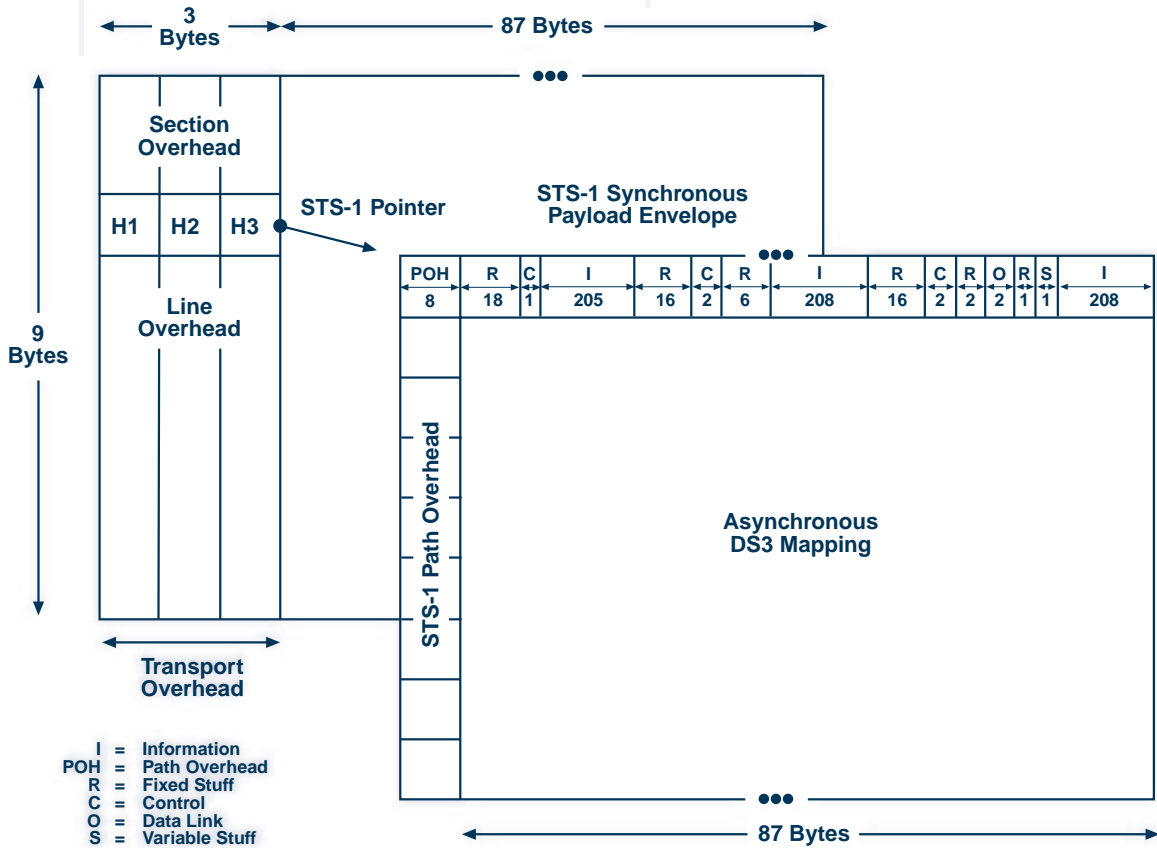 3
Bytes
87 Bytes
Section
Overhead
H1 H2 H3
STS-1 Pointer
STS-1 Synchronous
Payload Envelope
POH R C I R C R I R C R O R S I
8 18 1 205 16 2 6 208 16 2 2 2 1 1 208
Line
Overhead
9
Bytes
STS-1 Path Overhead
Asynchronous
DS3 Mapping
Transport
Overhead
I = Information
POH = Path Overhead
R = Fixed Stuff
C = Control
O = Data Link
S = Variable Stuff
87 Bytes